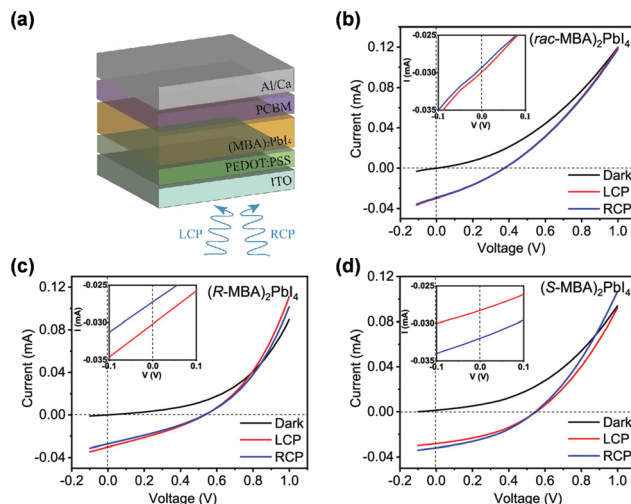 (a)
Al/Ca
PCBM
(MBA)₂PbI₄
PEDOT:PSS
ITO
LCP
RCP
(b)
(rac-MBA)₂PbI₄
Current (mA)
0.12
0.08
0.04
0.00
-0.04
I (mA)
-0.025
-0.030
-0.035
-0.1
0.0
0.1
V (V)
Dark
LCP
RCP
0.0 0.2 0.4 0.6 0.8 1.0
Voltage (V)
(c)
(R-MBA)₂PbI₄
Current (mA)
0.12
0.08
0.04
0.00
-0.04
I (mA)
-0.025
-0.030
-0.035
-0.1
0.0
0.1
V (V)
Dark
LCP
RCP
0.0 0.2 0.4 0.6 0.8 1.0
Voltage (V)
(d)
(S-MBA)₂PbI₄
Current (mA)
0.12
0.08
0.04
0.00
-0.04
I (mA)
-0.025
-0.030
-0.035
-0.1
0.0
0.1
V (V)
Dark
LCP
RCP
0.0 0.2 0.4 0.6 0.8 1.0
Voltage (V)